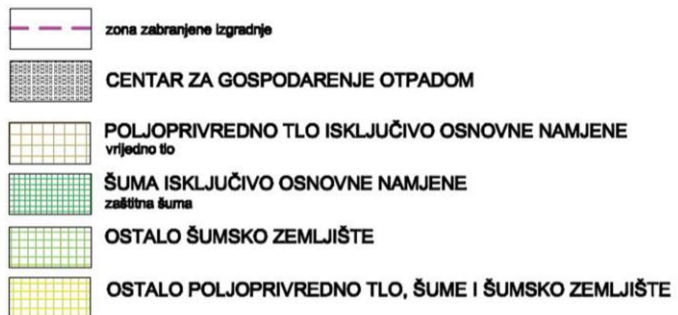 zona zabranjene izgradnje
CENTAR ZA GOSPODARENJE OTPADOM
POLJOPRIVREDNO TLO ISKLJUČIVO OSNOVNE NAMJENE
vrijedno tlo
ŠUMA ISKLJUČIVO OSNOVNE NAMJENE
zaštitna šuma
OSTALO ŠUMSKO ZEMLJIŠTE
OSTALO POLJOPRIVREDNO TLO, ŠUME I ŠUMSKO ZEMLJIŠTE